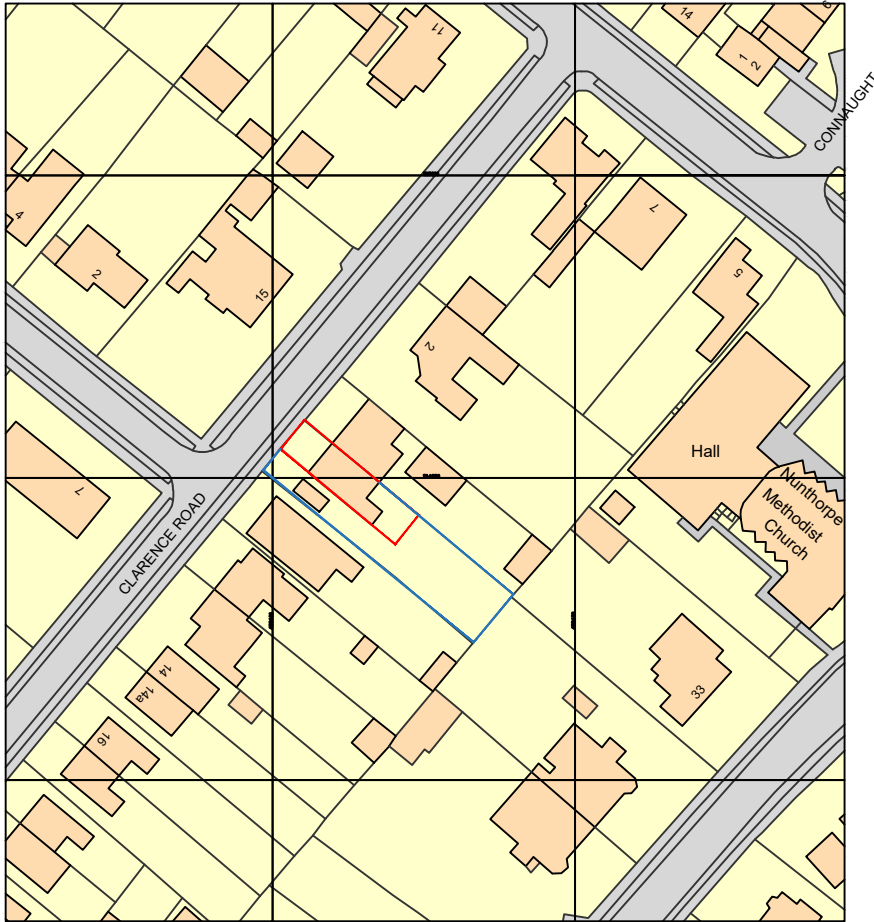 11
14
1
2
6
CONNAUGHT
4
2
15
7
5
2
Hall
Nunthorpe
Methodist
Church
7
CLARENCE ROAD
14
14a
16
33